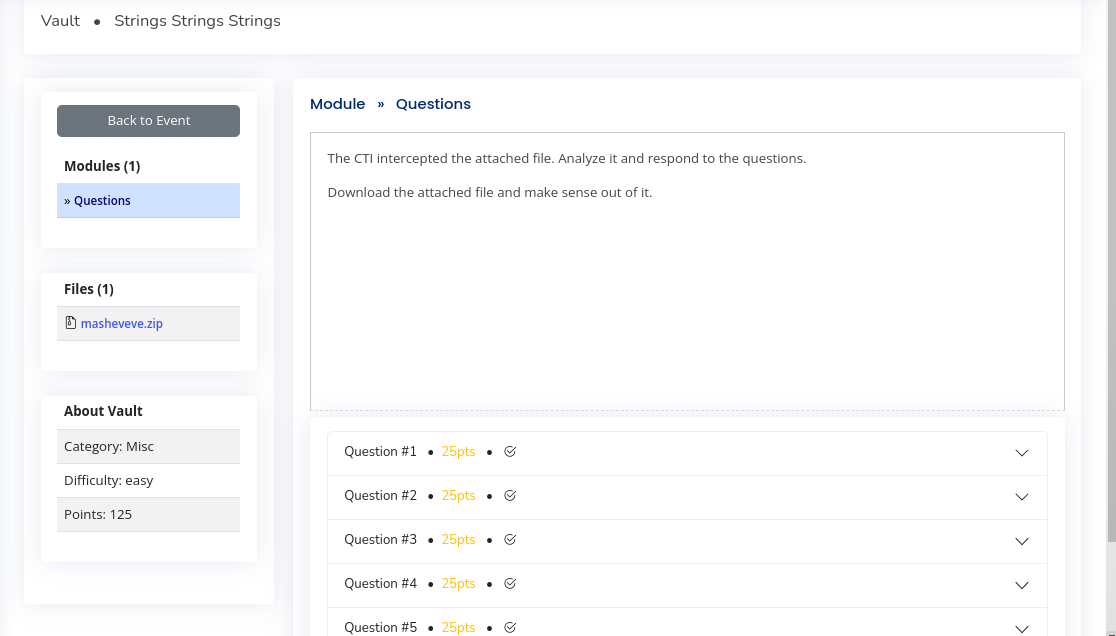 Vault • Strings Strings Strings
Back to Event
Modules (1)
» Questions
Files (1)
masheveve.zip
About Vault
Category: Misc
Difficulty: easy
Points: 125
Module » Questions
The CTI intercepted the attached file. Analyze it and respond to the questions.
Download the attached file and make sense out of it.
Question #1 • 25pts •
Question #2 • 25pts •
Question #3 • 25pts •
Question #4 • 25pts •
Question #5 • 25pts •